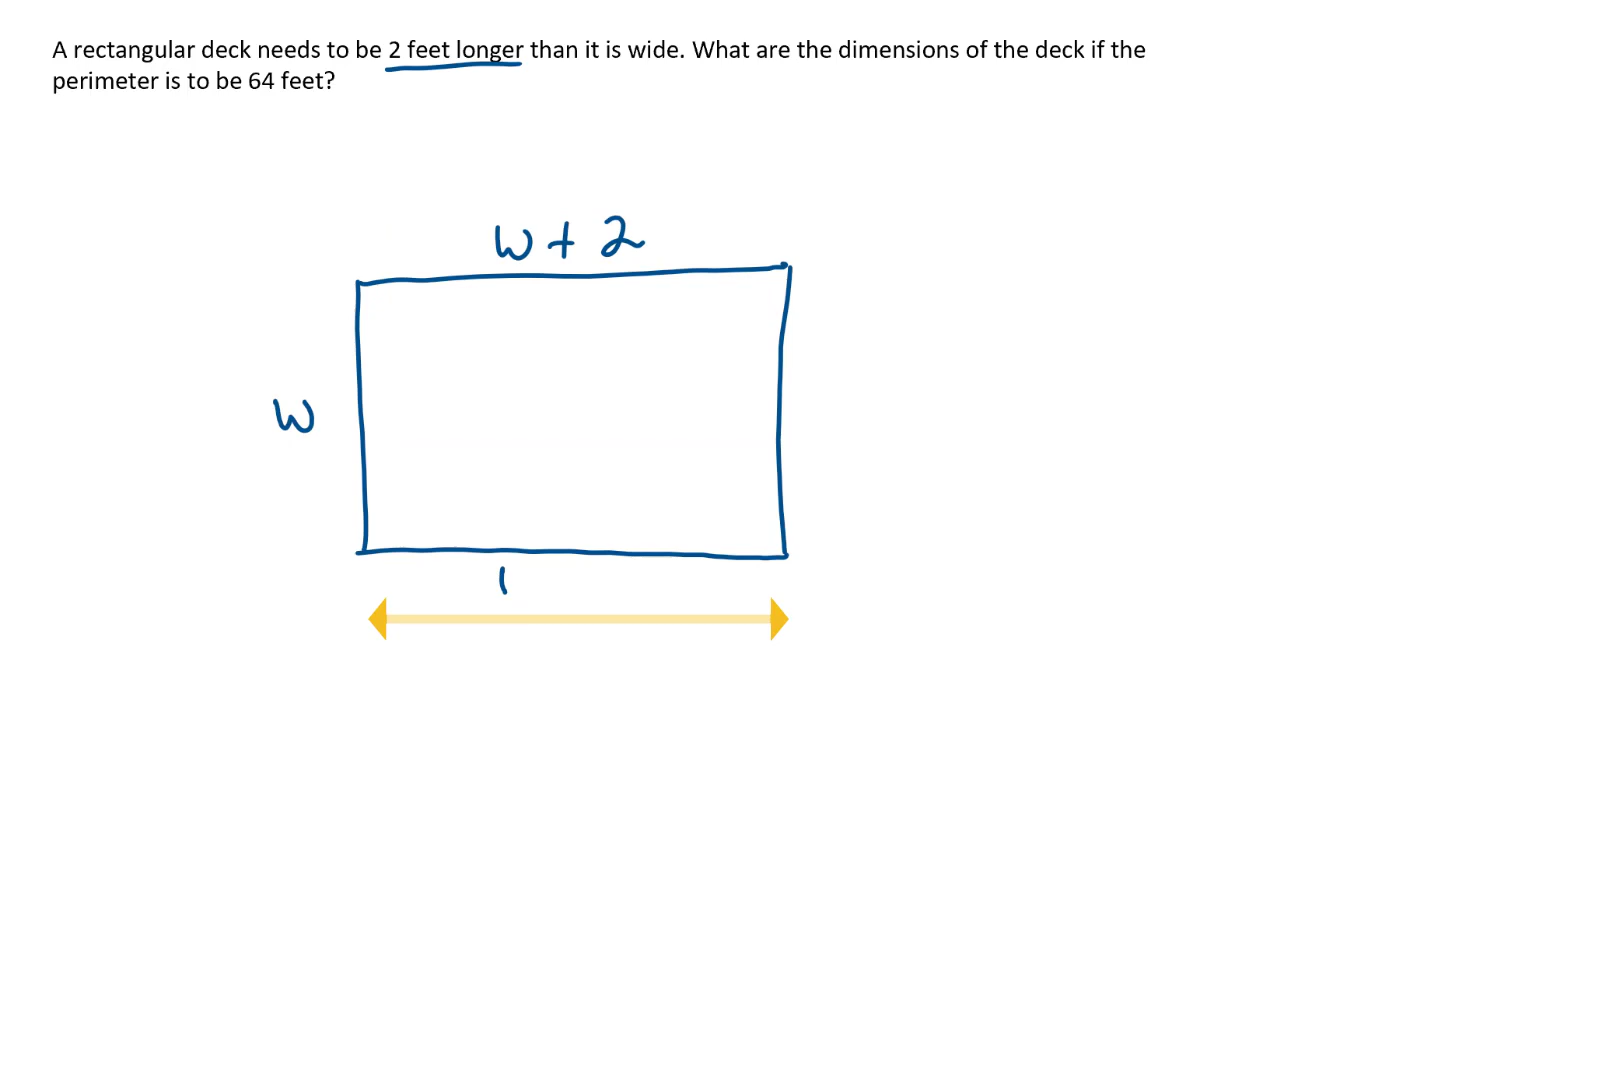 A rectangular deck needs to be 2 feet longer than it is wide. What are the dimensions of the deck if the
perimeter is to be 64 feet?
w + 2
w